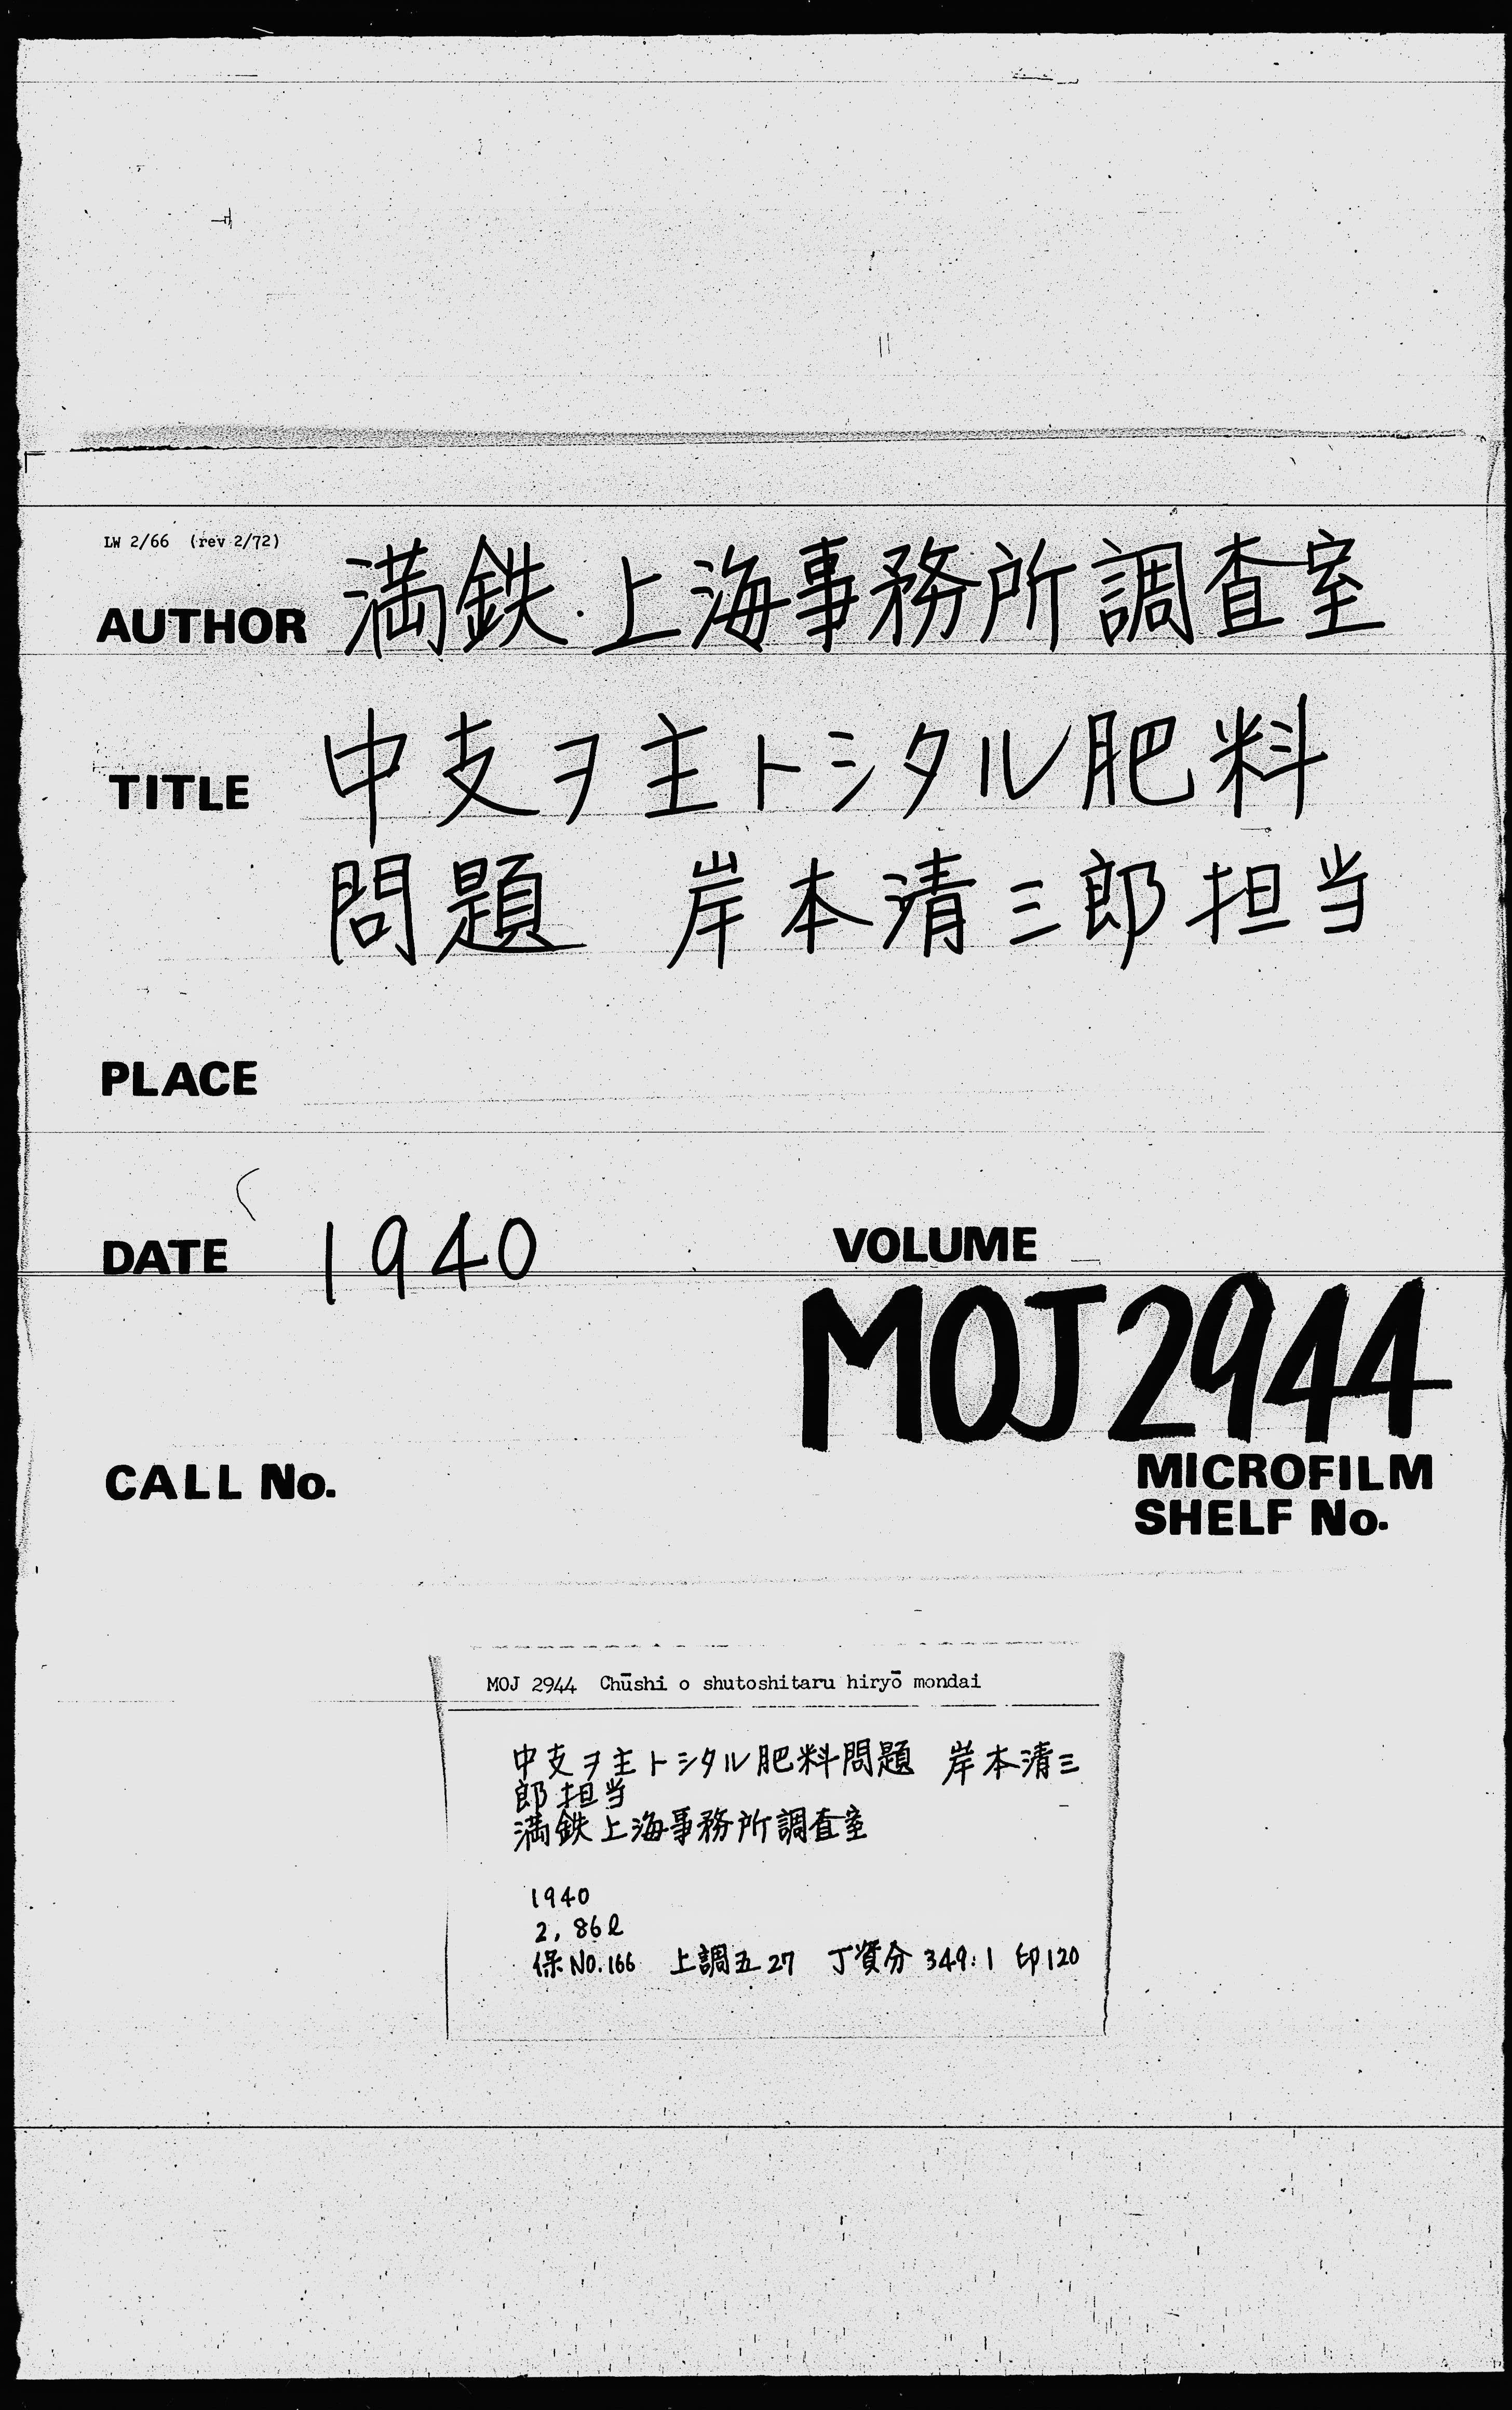 LW 2/66 (rev 2/72)
AUTHOR 満鉄・上海事務所調査室
TITLE 中支ヲ主トシタル肥料
問題 岸本清三郎担当
PLACE
DATE 1940
VOLUME
MOJ 2944
CALL No.
MICROFILM
SHELF No.
MOJ 2944 Chūshi o shutoshitaru hiryō mondai
中支ヲ主トシタル肥料問題 岸本清三
郎担当
満鉄上海事務所調査室
1940
2, 86l
保No.166 上調五27 丁資分349:1 印120